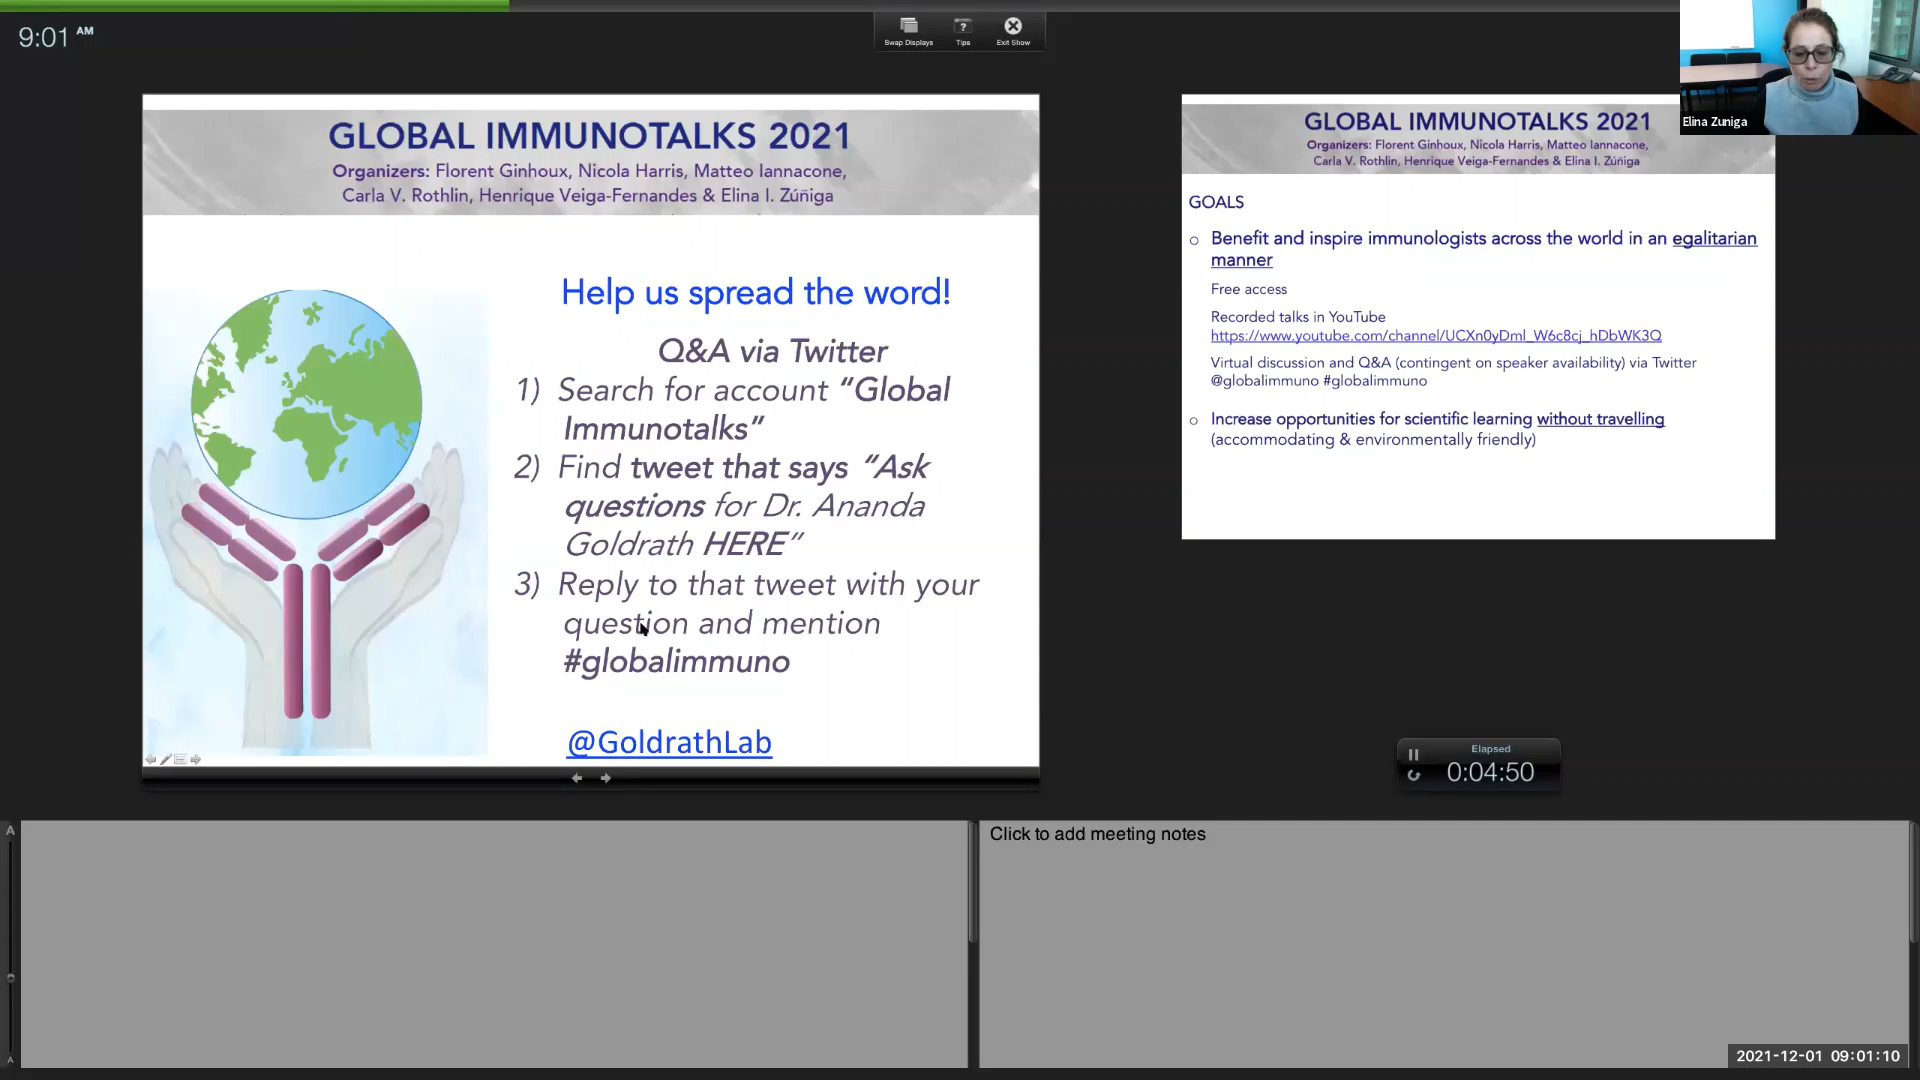 9:01 AM
Swap Displays
Tips
Exit Show
Elina Zuniga
GLOBAL IMMUNOTALKS 2021
Organizers: Florent Ginhoux, Nicola Harris, Matteo Iannacone,
Carla V. Rothlin, Henrique Veiga-Fernandes & Elina I. Zúñiga
Help us spread the word!
Q&A via Twitter
1) Search for account “Global
Immunotalks”
2) Find tweet that says “Ask
questions for Dr. Ananda
Goldrath HERE”
3) Reply to that tweet with your
question and mention
#globalimmuno
@GoldrathLab
GLOBAL IMMUNOTALKS 2021
Organizers: Florent Ginhoux, Nicola Harris, Matteo Iannacone,
Carla V. Rothlin, Henrique Veiga-Fernandes & Elina I. Zúñiga
GOALS
o Benefit and inspire immunologists across the world in an egalitarian
manner
Free access
Recorded talks in YouTube
https://www.youtube.com/channel/UCXn0yDml_W6c8cj_hDbWK3Q
Virtual discussion and Q&A (contingent on speaker availability) via Twitter
@globalimmuno #globalimmuno
o Increase opportunities for scientific learning without travelling
(accommodating & environmentally friendly)
Elapsed
0:04:50
A
A
Click to add meeting notes
2021-12-01 09:01:10